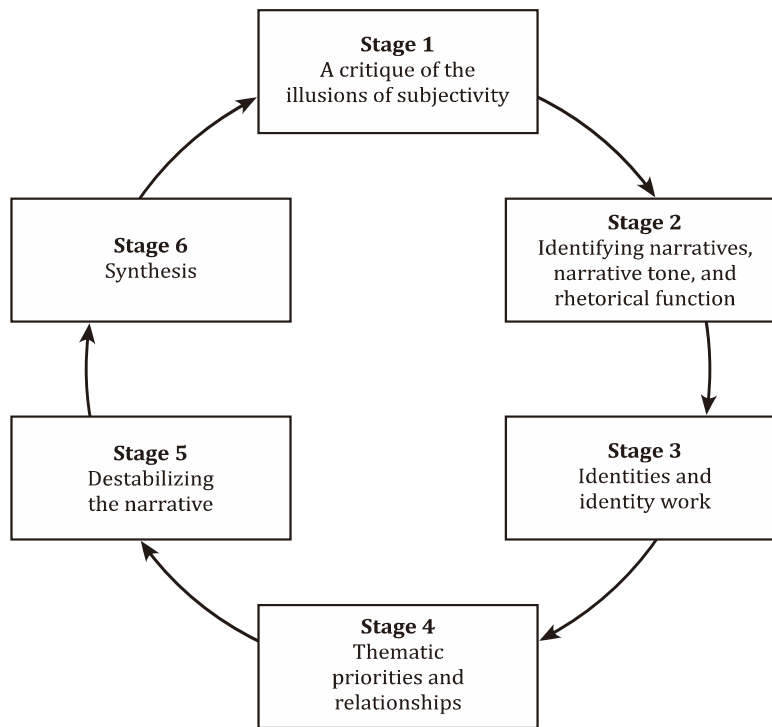 Stage 1
A critique of the
illusions of subjectivity
Stage 2
Identifying narratives,
narrative tone, and
rhetorical function
Stage 3
Identities and
identity work
Stage 4
Thematic
priorities and
relationships
Stage 5
Destabilizing
the narrative
Stage 6
Synthesis